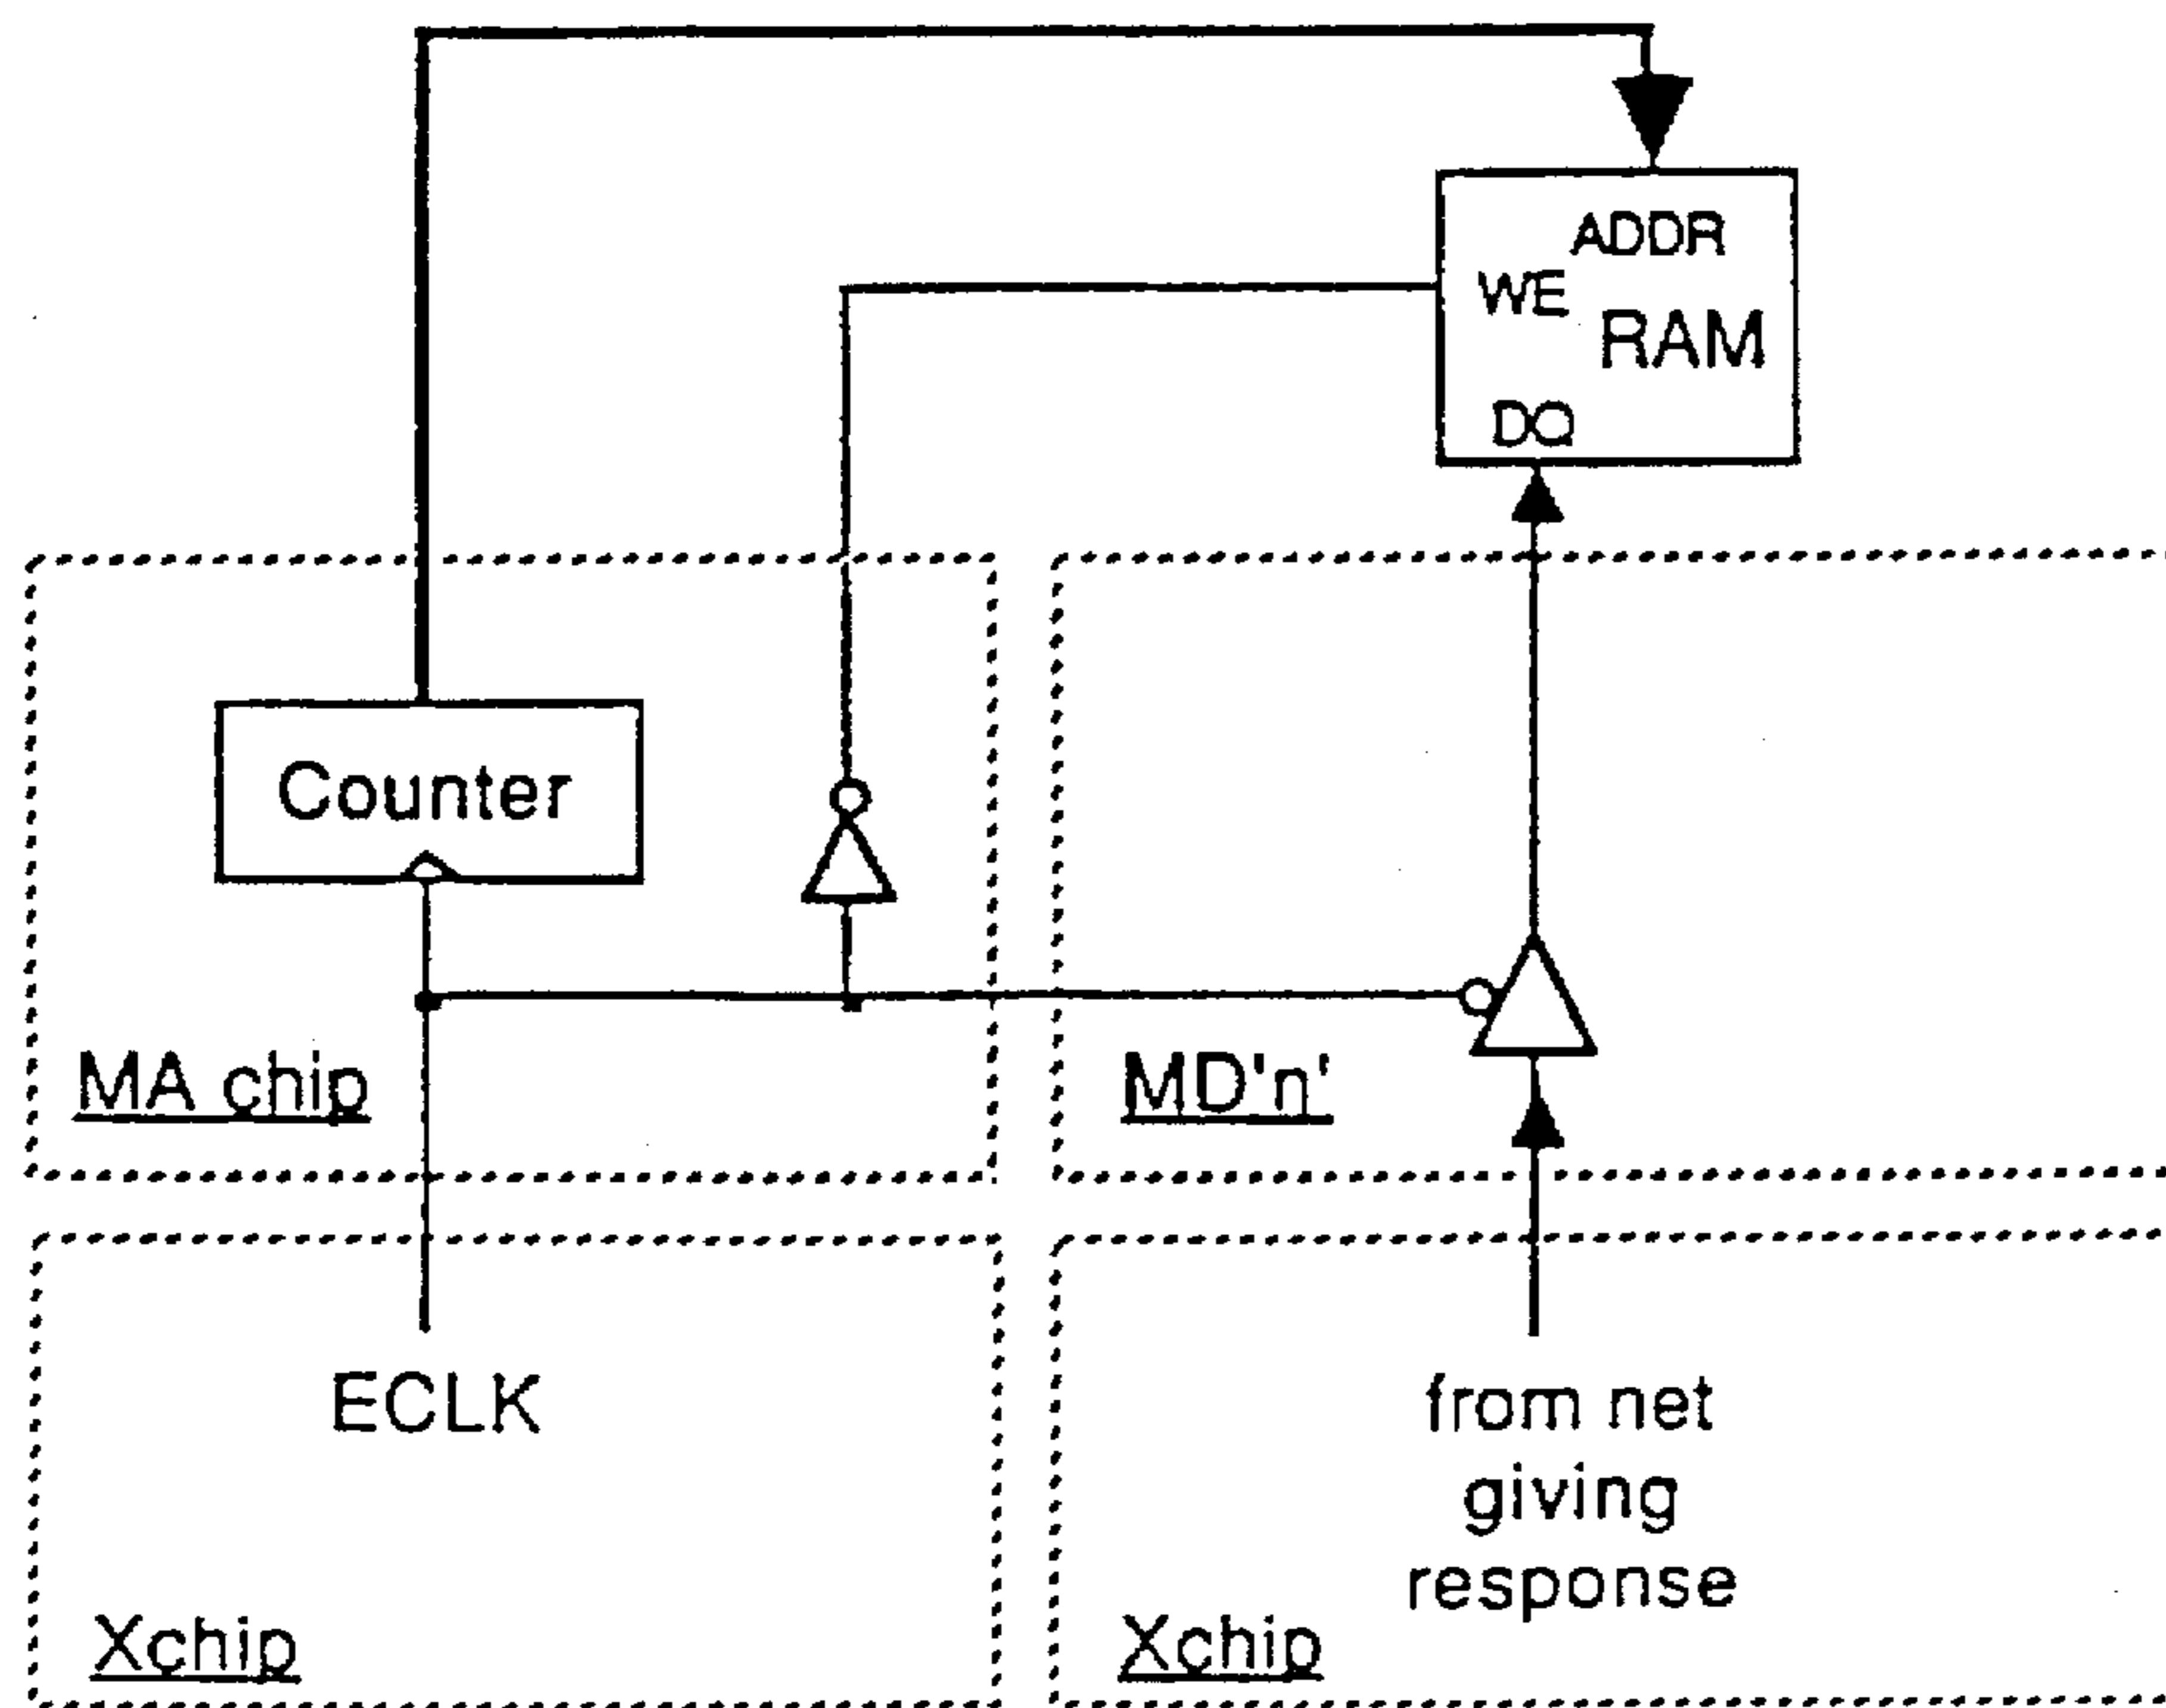 ADDR
WE
RAM
DQ
Counter
MA chip
MD'n'
ECLK
from net
giving
response
Xchip
Xchip